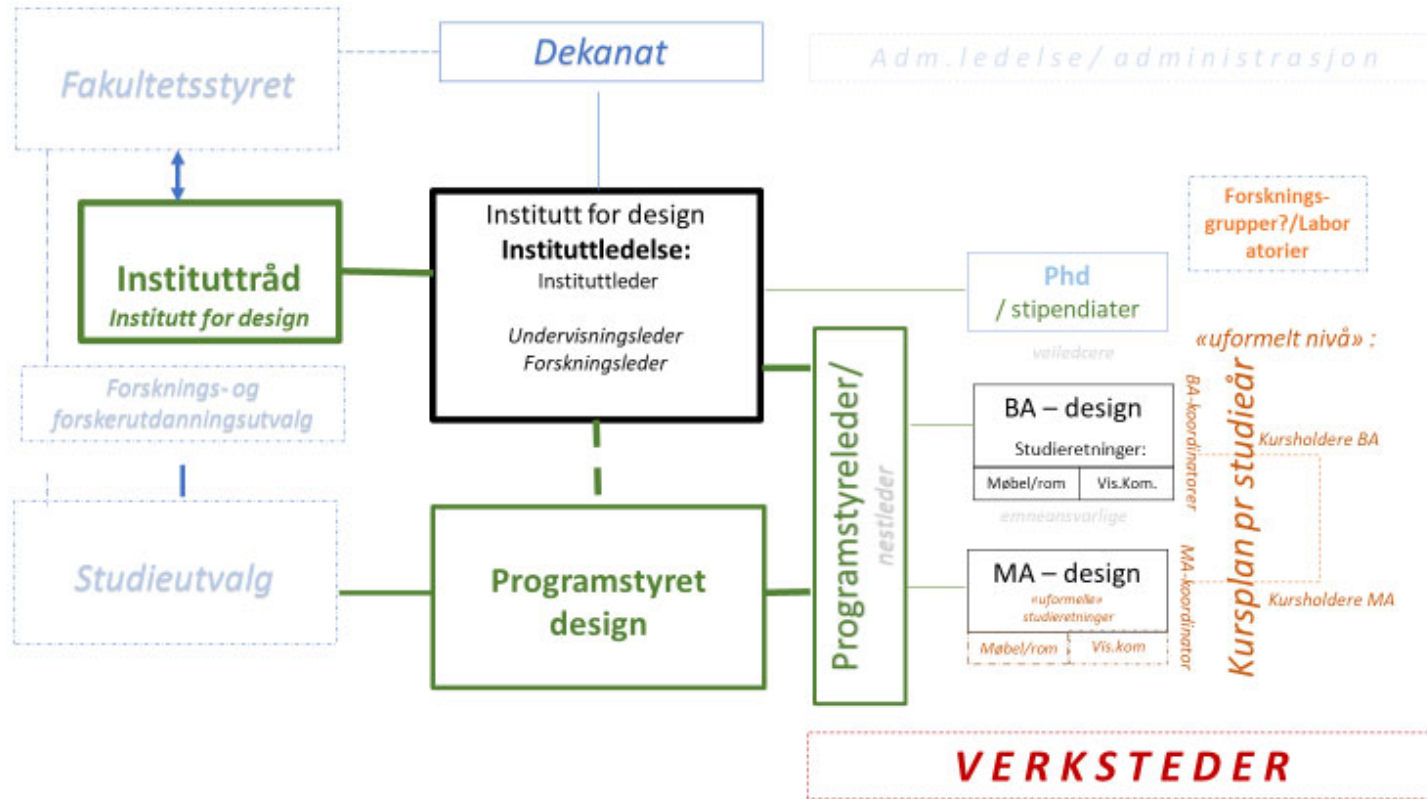 Fakultetsstyret
Dekanat
Adm.ledelse/ administrasjon
Instituttråd
Institutt for design
Institutt for design
Instituttledelse:
Instituttleder
Undervisningsleder
Forskningsleder
Forsknings- og
forskerutdanningsutvalg
Studieutvalg
Programstyret
design
Programstyreleder/
nestleder
Phd
/ stipendiater
veiledcere
BA – design
Studieretninger:
Møbel/rom
Vis.Kom.
emneansvarlige
MA – design
«uformelle»
studieretninger
Møbel/rom
Vis.kom
Forsknings-
grupper?/Labor
atorier
«uformelt nivå» :
BA-koordinatorer
MA-koordinator
Kursplan pr studieår
Kursholdere BA
Kursholdere MA
VERKSTEDER